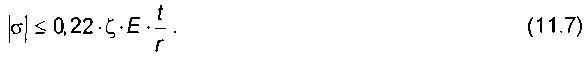 |σ| ≤ 0,22 · ζ · E · t/r . (11.7)